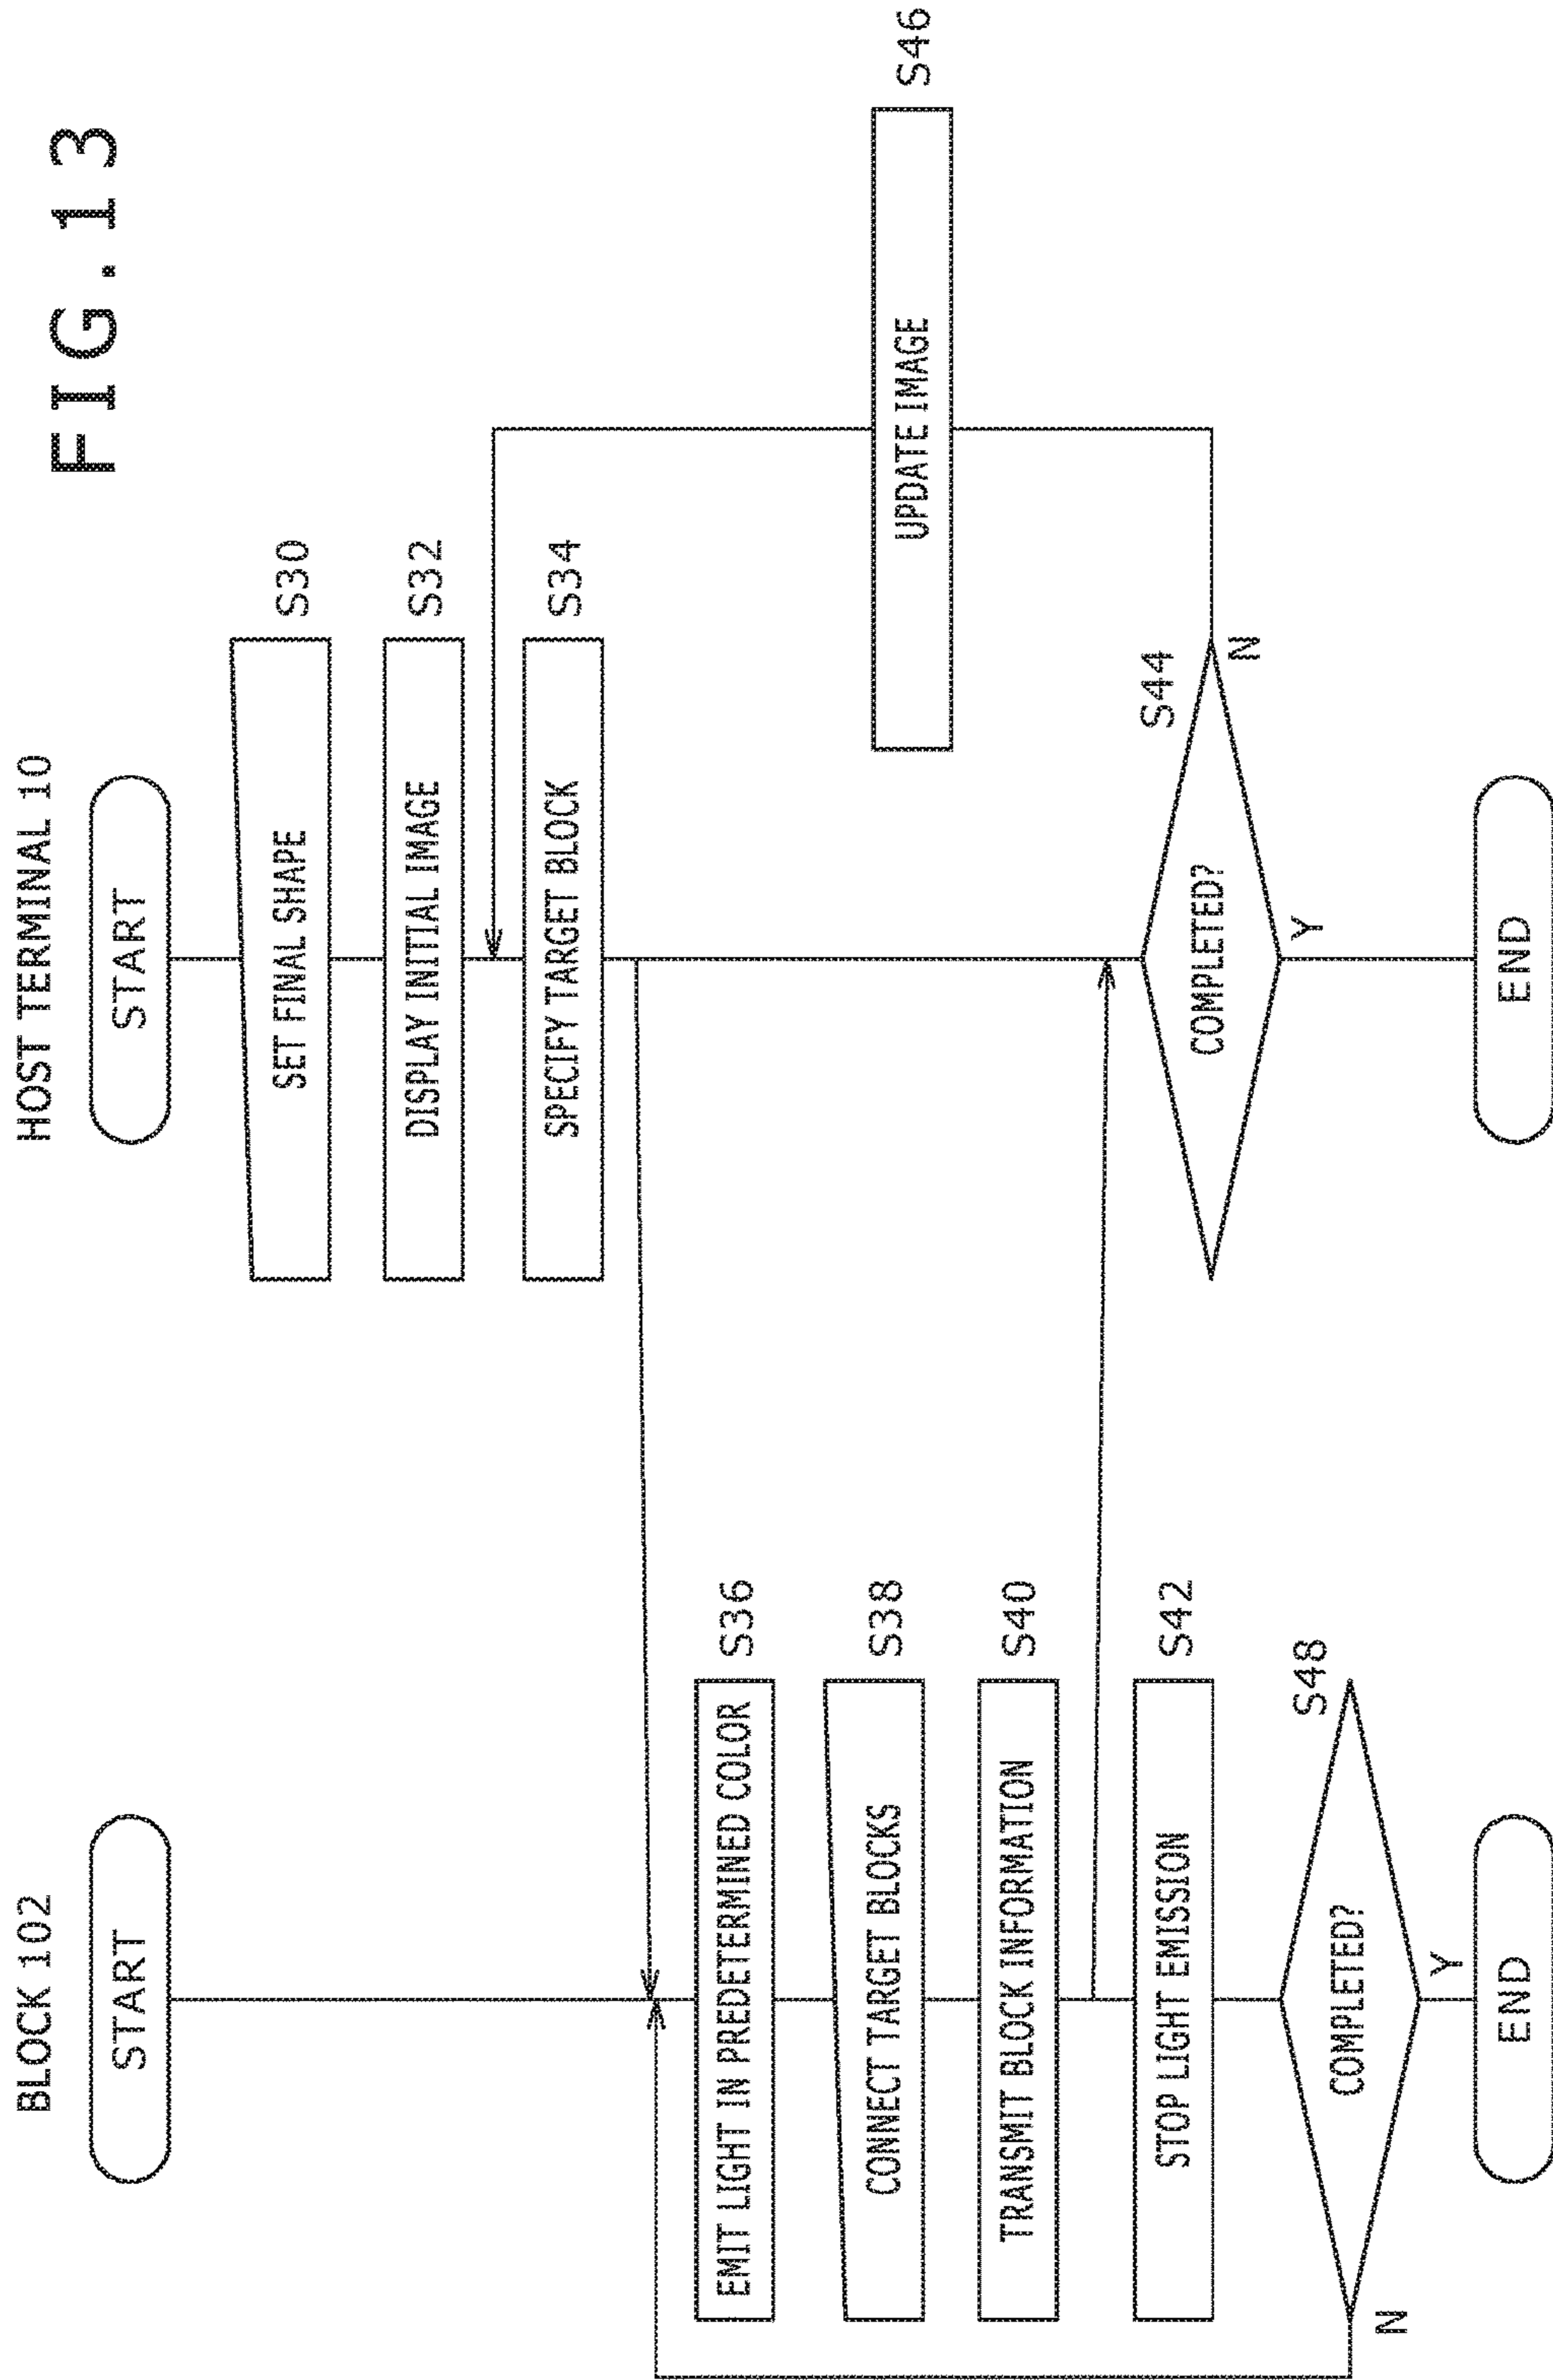 FIG.13
BLOCK 102
START
EMIT LIGHT IN PREDETERMINED COLOR
S36
CONNECT TARGET BLOCKS
S38
TRANSMIT BLOCK INFORMATION
S40
STOP LIGHT EMISSION
S42
COMPLETED?
S48
N
Y
END
HOST TERMINAL 10
START
SET FINAL SHAPE
S30
DISPLAY INITIAL IMAGE
S32
SPECIFY TARGET BLOCK
S34
UPDATE IMAGE
S46
COMPLETED?
S44
N
Y
END